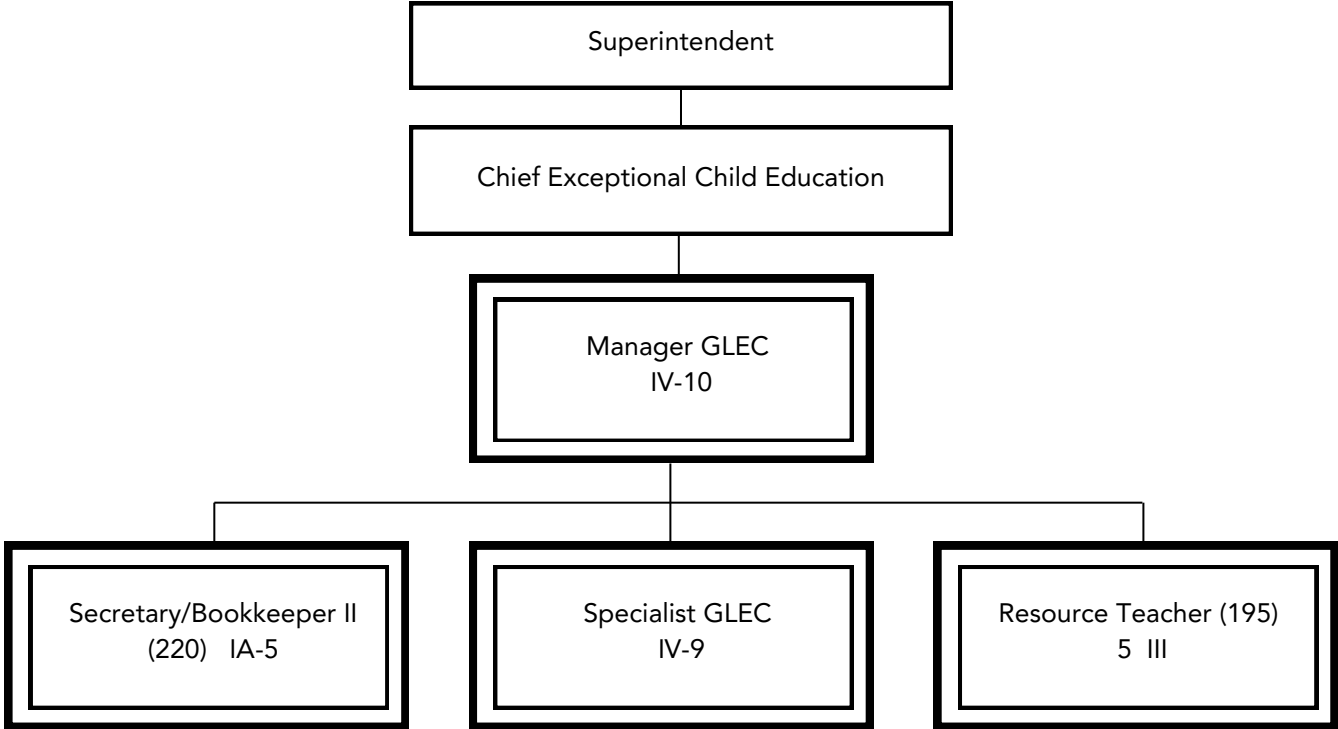 Superintendent
Chief Exceptional Child Education
Manager GLEC
IV-10
Secretary/Bookkeeper II
(220) IA-5
Specialist GLEC
IV-9
Resource Teacher (195)
5 III